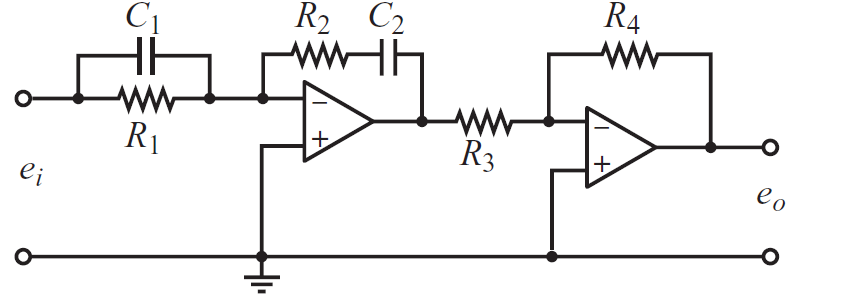 C1 R2 C2 R4
− +
R1 R3
− +
ei eo